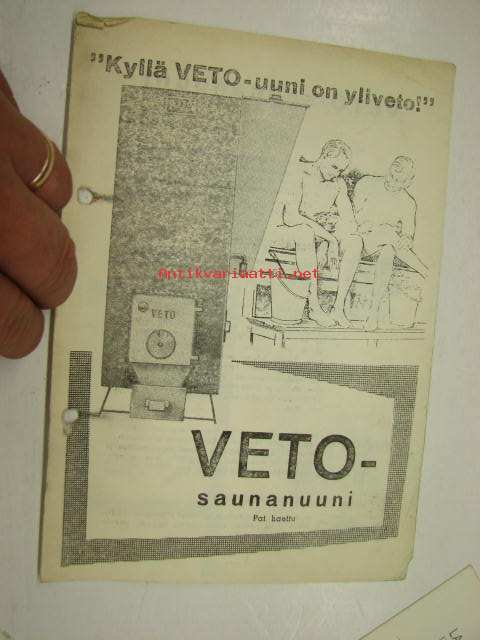 "Kyllä VETO-uuni on yliveto!"
Antikvariaatti.net
VETO
VETO-
saunanuuni
Pat haettu